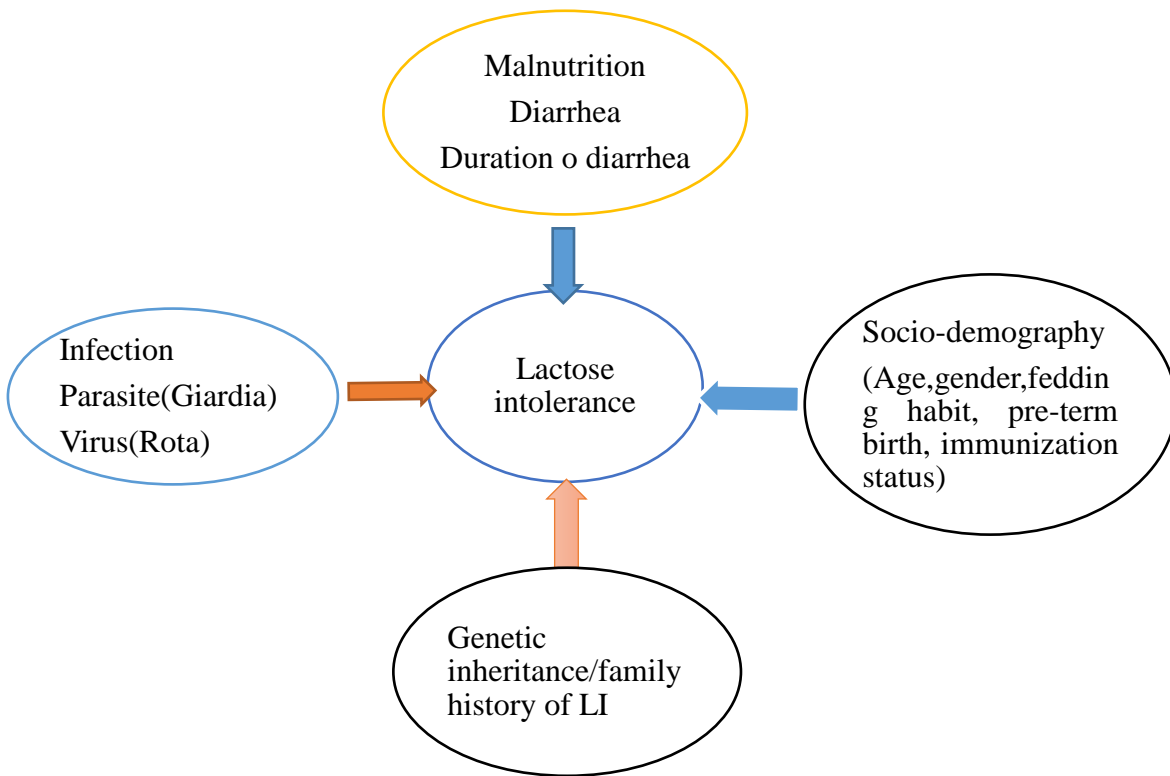 Malnutrition
Diarrhea
Duration o diarrhea
Infection
Parasite(Giardia)
Virus(Rota)
Lactose
intolerance
Socio-demography
(Age,gender,feddin
g habit, pre-term
birth, immunization
status)
Genetic
inheritance/family
history of LI